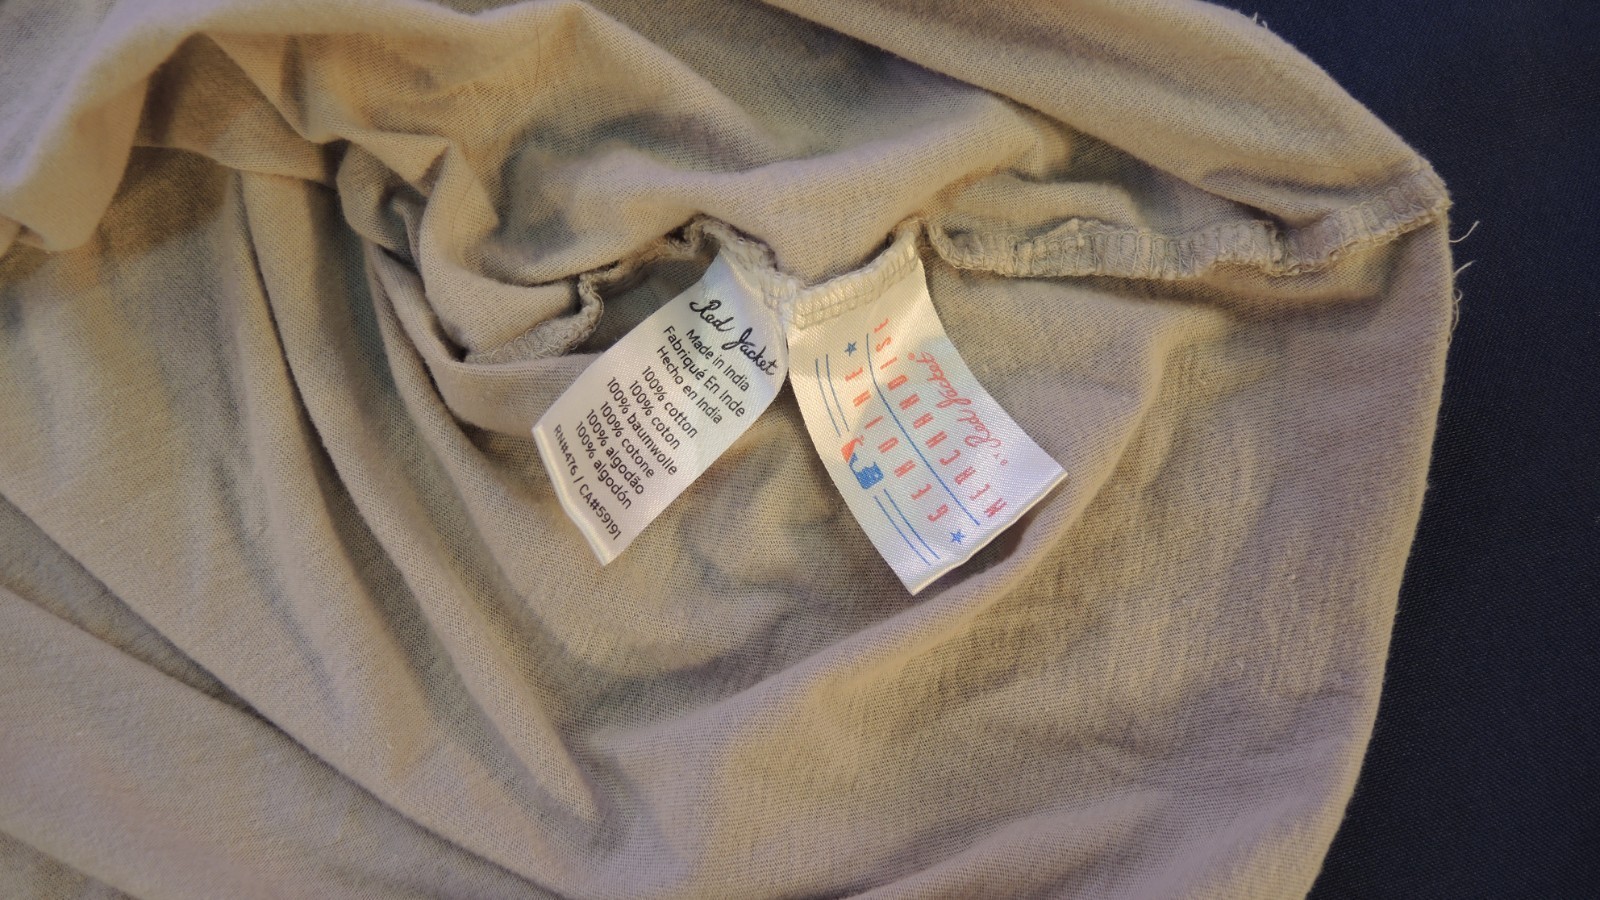 Red Jacket
Made in India
Fabriqué En Inde
Hecho en India
100% cotton
100% coton
100% baumwolle
100% cotone
100% algodão
100% algodón
RN#476 / CA#59191
GENUINE
MERCHANDISE
BY Red Jacket®